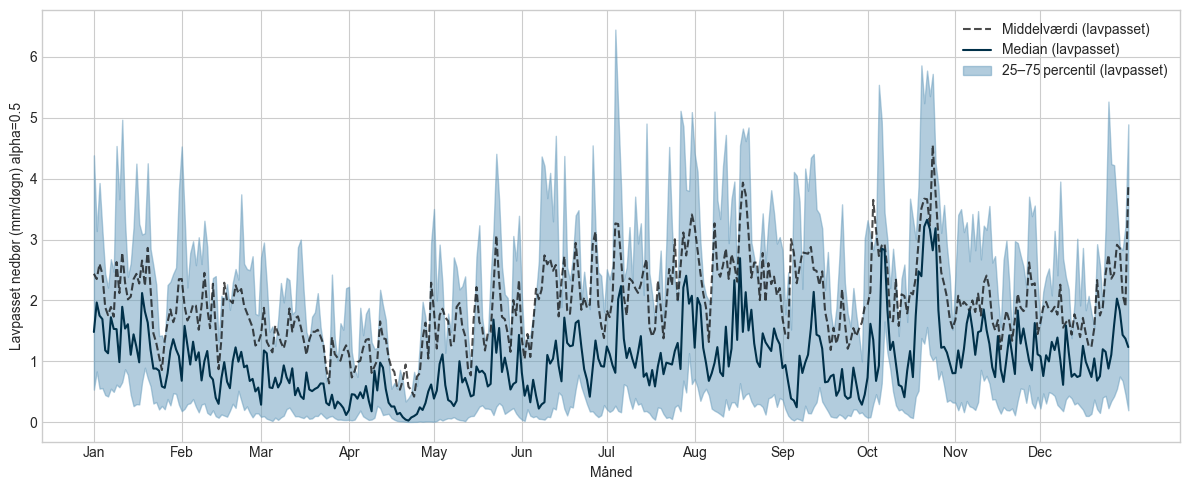 Lavpasset nedbør (mm/døgn) alpha=0.5
6
5
4
3
2
1
0
Middelværdi (lavpasset)
Median (lavpasset)
25–75 percentil (lavpasset)
Jan Feb Mar Apr May Jun Jul Aug Sep Oct Nov Dec
Måned